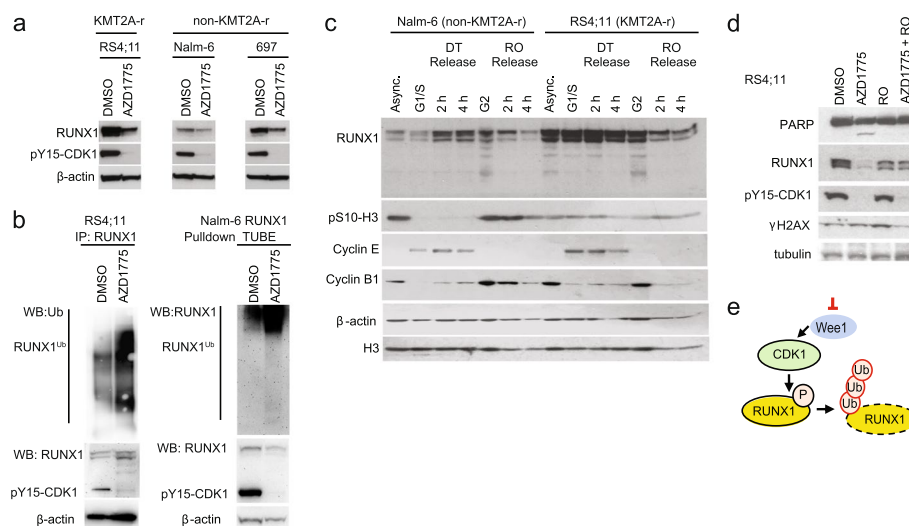 a
KMT2A-r
non-KMT2A-r
RS4;11
Nalm-6
697
DMSO
AZD1775
DMSO
AZD1775
DMSO
AZD1775
RUNX1
pY15-CDK1
β-actin
b
RS4;11
IP: RUNX1
DMSO
AZD1775
WB:Ub
RUNX1Ub
WB: RUNX1
pY15-CDK1
β-actin
Nalm-6 RUNX1
Pulldown TUBE
DMSO
AZD1775
WB:RUNX1
RUNX1Ub
WB: RUNX1
pY15-CDK1
β-actin
c
Nalm-6 (non-KMT2A-r)
RS4;11 (KMT2A-r)
DT
Release
RO
Release
DT
Release
RO
Release
Async.
G1/S
2 h
4 h
G2
2 h
4 h
Async.
G1/S
2 h
4 h
G2
2 h
4 h
RUNX1
pS10-H3
Cyclin E
Cyclin B1
β-actin
H3
d
RS4;11
DMSO
AZD1775
RO
AZD1775 + RO
PARP
RUNX1
pY15-CDK1
γH2AX
tubulin
e
Wee1
CDK1
P
RUNX1
Ub
Ub
Ub
RUNX1